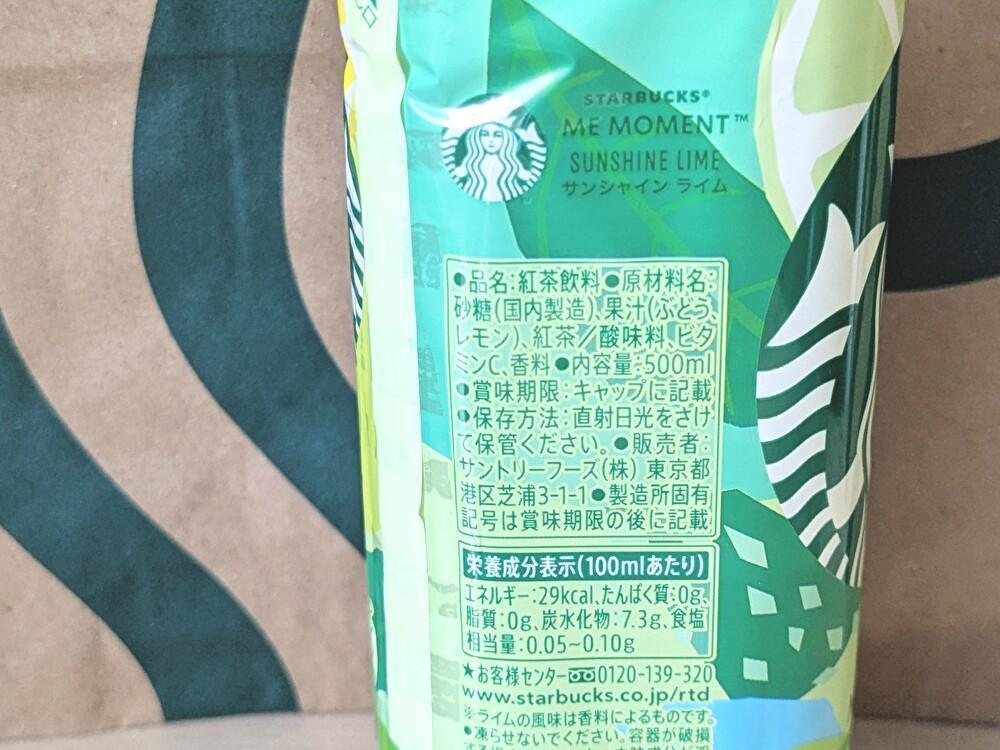 STARBUCKS®
ME MOMENT™
SUNSHINE LIME
サンシャイン ライム
●品名:紅茶飲料●原材料名:
砂糖(国内製造)、果汁(ぶどう、
レモン)、紅茶/酸味料、ビタ
ミンC、香料 ●内容量:500ml
●賞味期限:キャップに記載
●保存方法:直射日光をさけ
て保管ください。●販売者:
サントリーフーズ(株) 東京都
港区芝浦3-1-1●製造所固有
記号は賞味期限の後に記載
栄養成分表示(100mlあたり)
エネルギー:29kcal、たんぱく質:0g、
脂質:0g、炭水化物:7.3g、食塩
相当量:0.05~0.10g
★お客様センター 0120-139-320
www.starbucks.co.jp/rtd
※ライムの風味は香料によるものです。
●凍らせないでください。容器が破損